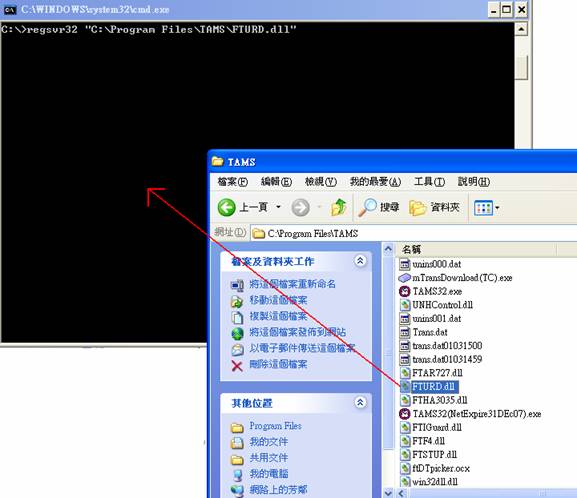 C:\WINDOWS\system32\cmd.exe
C:\>regsvr32 "C:\Program Files\TAMS\FTURD.dll"
TAMS
檔案(F) 編輯(E) 檢視(V) 我的最愛(A) 工具(T) 說明(H)
上一頁 搜尋 資料夾
網址(D) C:\Program Files\TAMS
檔案及資料夾工作
將這個檔案重新命名
移動這個檔案
複製這個檔案
將這個檔案發佈到網站
以電子郵件傳送這個檔案
刪除這個檔案
其他位置
Program Files
我的文件
共用文件
我的電腦
網路上的芳鄰
名稱
unins000.dat
mTransDownload (TC).exe
TAMS32.exe
UNHControl.dll
unins001.dat
Trans.dat
trans.dat01031500
trans.dat01031459
FTAR727.dll
FTURD.dll
FTHA3035.dll
TAMS32(NetExpire31DEc07).exe
FTIGuard.dll
FTF4.dll
FTSTUP.dll
ftDTpicker.ocx
win32dll.dll